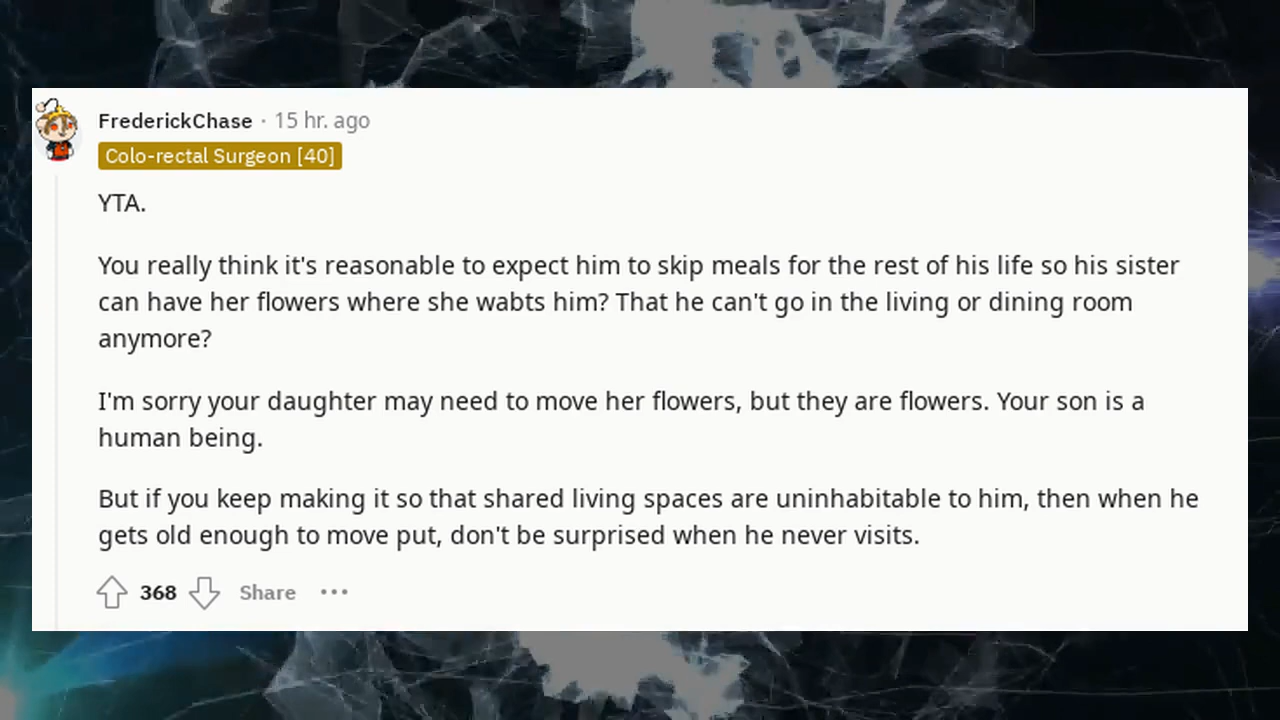 FrederickChase · 15 hr. ago
Colo-rectal Surgeon [40]
YTA.
You really think it's reasonable to expect him to skip meals for the rest of his life so his sister
can have her flowers where she wabts him? That he can't go in the living or dining room
anymore?
I'm sorry your daughter may need to move her flowers, but they are flowers. Your son is a
human being.
But if you keep making it so that shared living spaces are uninhabitable to him, then when he
gets old enough to move put, don't be surprised when he never visits.
368 Share ···